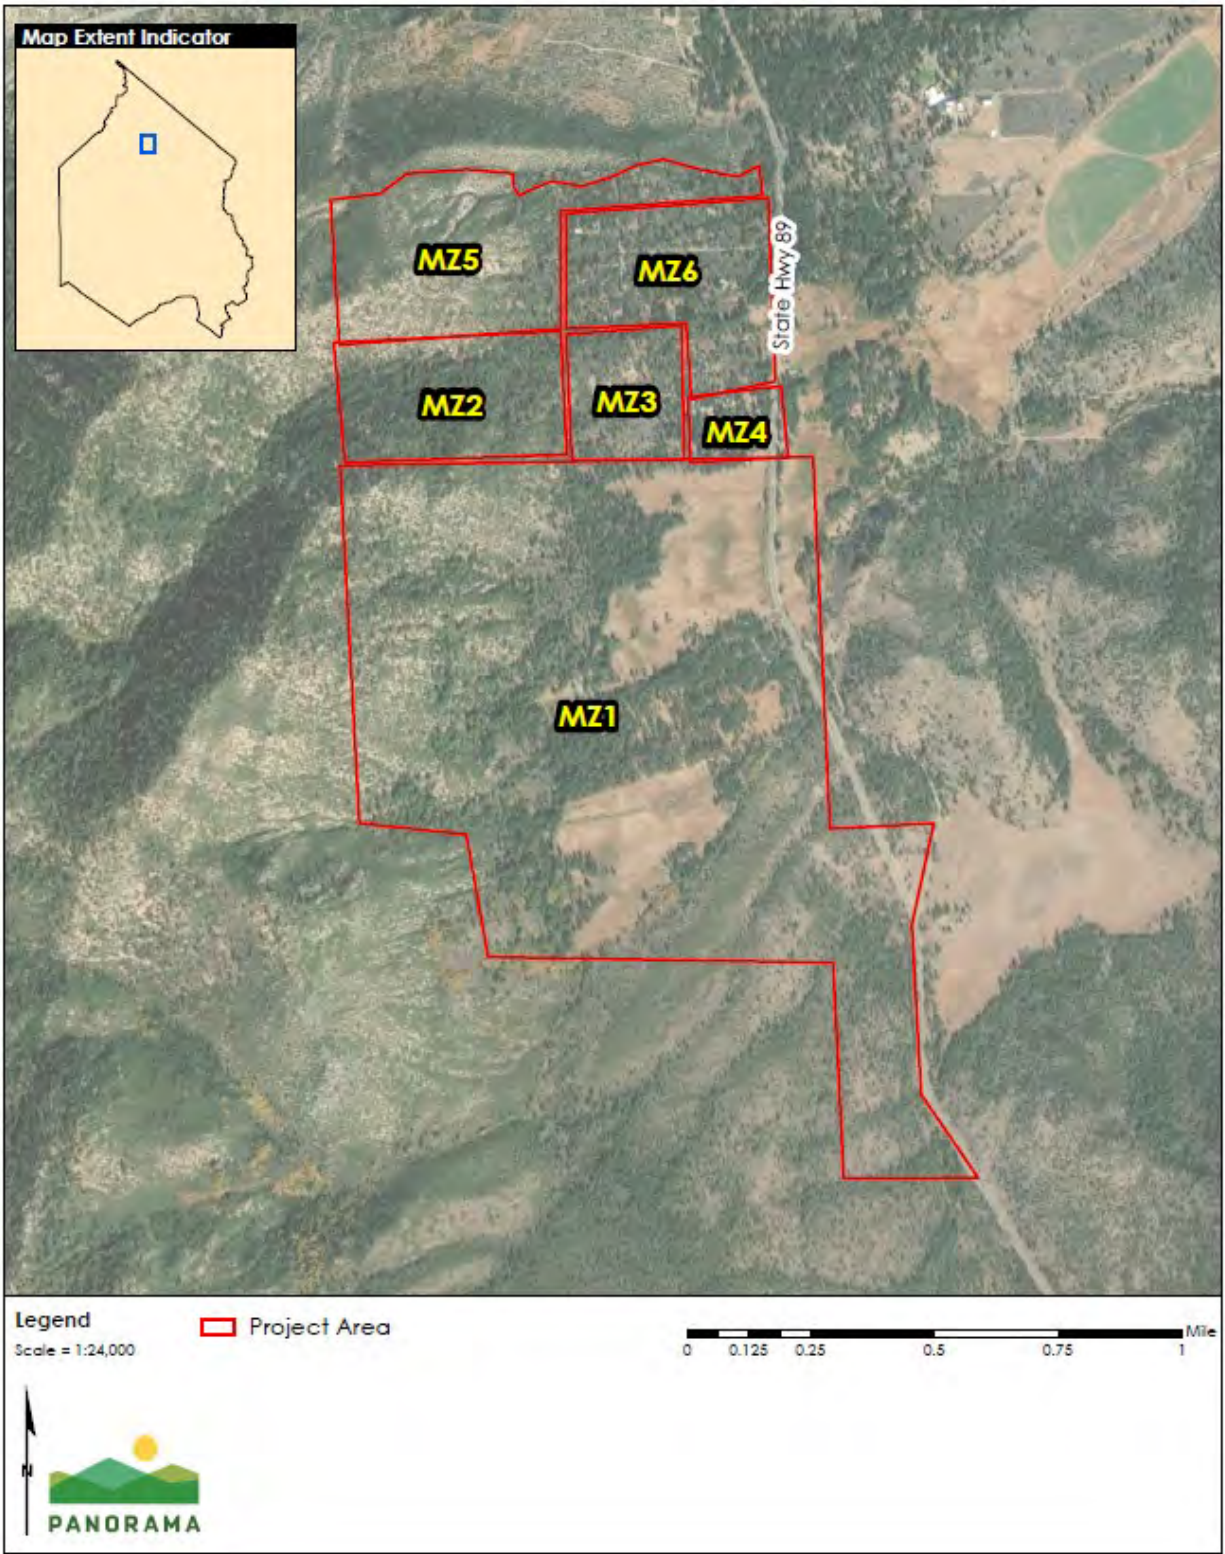 Map Extent Indicator
State Hwy 89
MZ5
MZ6
MZ2
MZ3
MZ4
MZ1
Legend
Project Area
Scale = 1:24,000
Mile
0 0.125 0.25 0.5 0.75 1
N
PANORAMA